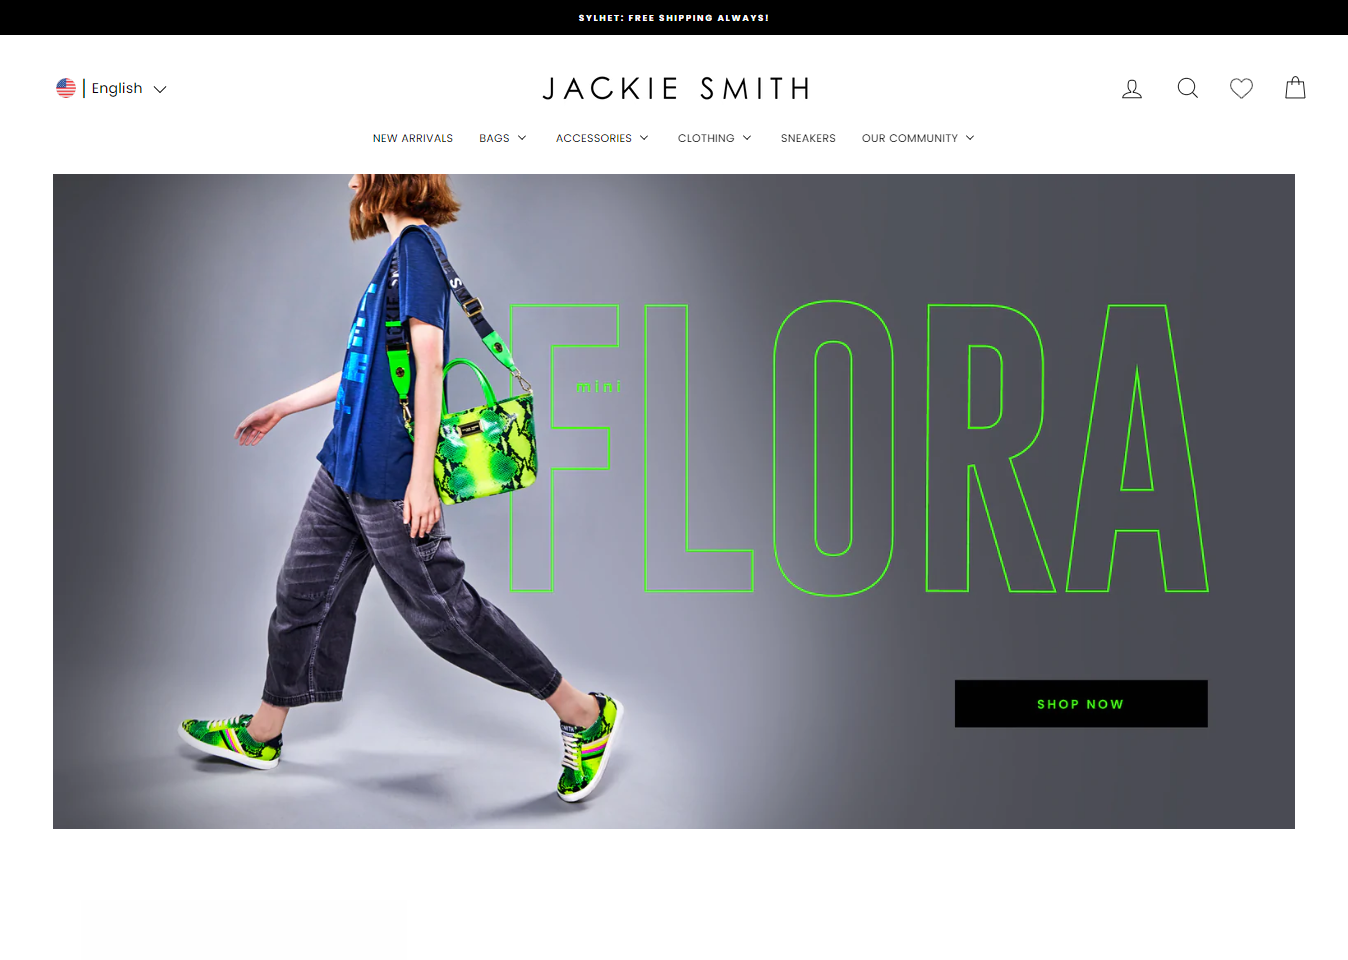 SYLHET: FREE SHIPPING ALWAYS!
English
JACKIE SMITH
NEW ARRIVALS
BAGS
ACCESSORIES
CLOTHING
SNEAKERS
OUR COMMUNITY
FLORA
mini
SHOP NOW